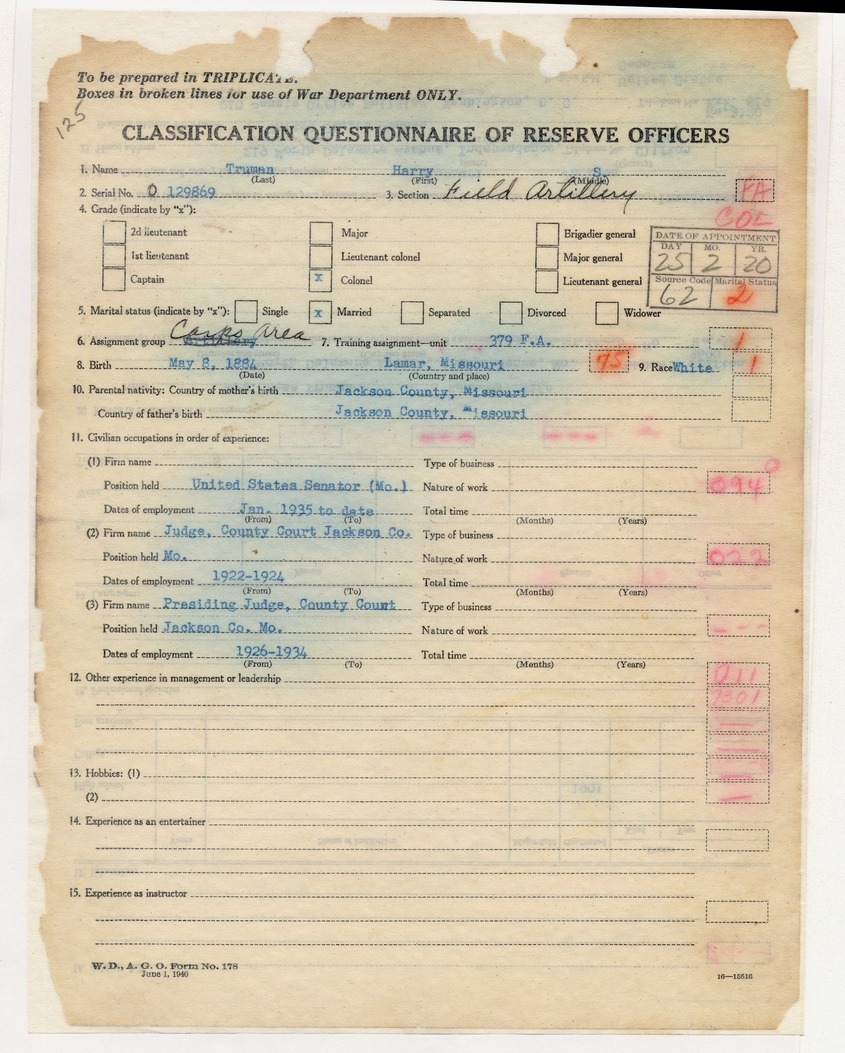 To be prepared in TRIPLICATE.
Boxes in broken lines for use of War Department ONLY.
125
CLASSIFICATION QUESTIONNAIRE OF RESERVE OFFICERS
1. Name Truman Harry S.
(Last) (First) (Middle)
2. Serial No. O 129869 3. Section Field Artillery FA
4. Grade (indicate by "x"): COL
2d lieutenant Major Brigadier general
1st lieutenant Lieutenant colonel Major general
Captain x Colonel Lieutenant general
DATE OF APPOINTMENT
DAY MO. YR.
25 2 20
Source Code Marital Status
62 2
5. Marital status (indicate by "x"): Single x Married Separated Divorced Widower
6. Assignment group Artillery Corps Area 7. Training assignment—unit 379 F.A. 1
8. Birth May 8, 1884 Lamar, Missouri 75 9. Race White 1
(Date) (Country and place)
10. Parental nativity: Country of mother's birth Jackson County, Missouri
Country of father's birth Jackson County, Missouri
11. Civilian occupations in order of experience:
(1) Firm name Type of business
Position held United States Senator (Mo.) Nature of work 094 0
Dates of employment Jan. 1935 to date Total time
(From) (To) (Months) (Years)
(2) Firm name Judge, County Court Jackson Co. Type of business
Position held Mo. Nature of work 022
Dates of employment 1922-1924 Total time
(From) (To) (Months) (Years)
(3) Firm name Presiding Judge, County Court Type of business
Position held Jackson Co. Mo. Nature of work ---
Dates of employment 1926-1934 Total time
(From) (To) (Months) (Years)
12. Other experience in management or leadership 011
7301
13. Hobbies: (1)
(2)
14. Experience as an entertainer
15. Experience as instructor
W. D., A. G. O. Form No. 178
June 1, 1940
16—15616